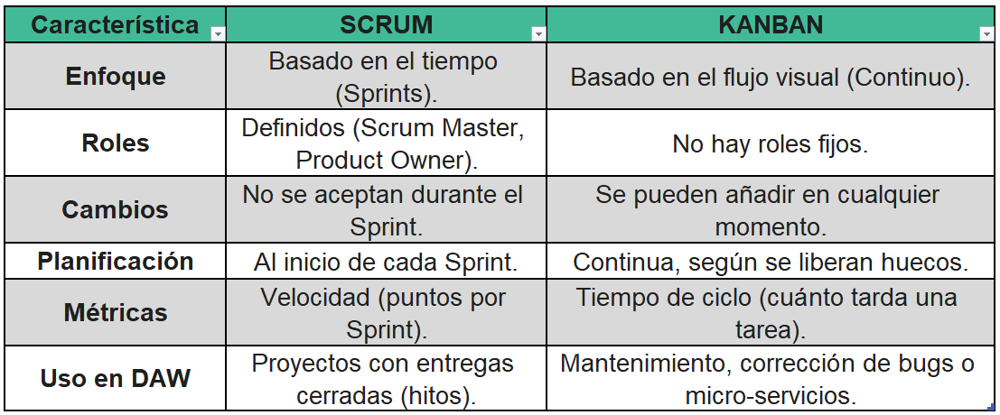 Característica SCRUM KANBAN
Enfoque Basado en el tiempo (Sprints). Basado en el flujo visual (Continuo).
Roles Definidos (Scrum Master, Product Owner). No hay roles fijos.
Cambios No se aceptan durante el Sprint. Se pueden añadir en cualquier momento.
Planificación Al inicio de cada Sprint. Continua, según se liberan huecos.
Métricas Velocidad (puntos por Sprint). Tiempo de ciclo (cuánto tarda una tarea).
Uso en DAW Proyectos con entregas cerradas (hitos). Mantenimiento, corrección de bugs o micro-servicios.